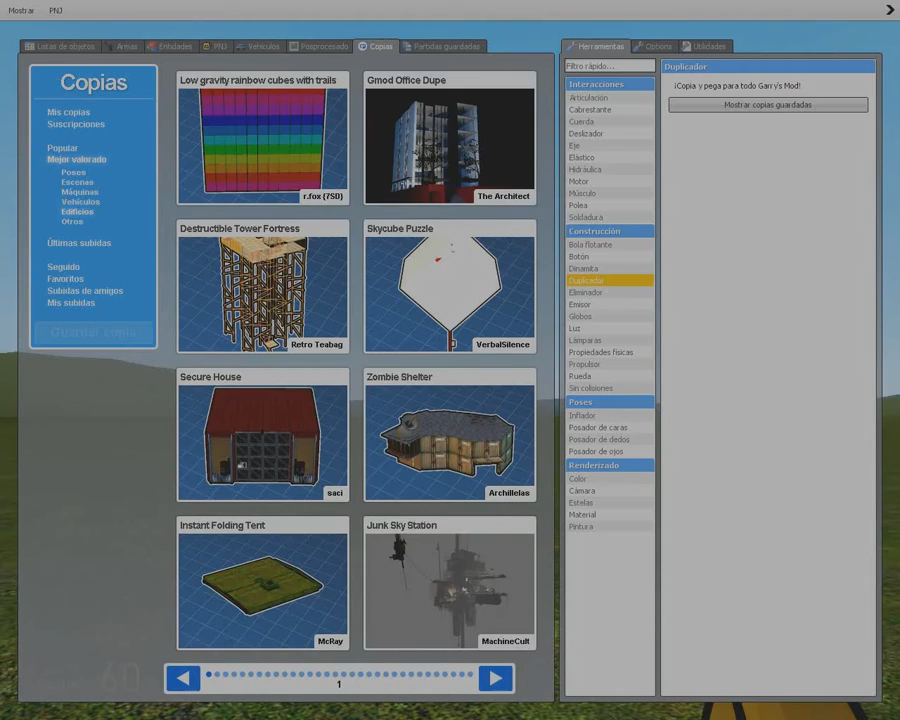 Mostrar PNJ
Listas de objetos Armas Entidades PNJ Vehículos Posprocesado Copias Partidas guardadas
Copias
Mis copias
Suscripciones
Popular
Mejor valorado
Poses
Escenas
Máquinas
Vehículos
Edificios
Otros
Últimas subidas
Seguido
Favoritos
Subidas de amigos
Mis subidas
Guardar copia
Low gravity rainbow cubes with trails
r.fox (7SD)
Gmod Office Dupe
The Architect
Destructible Tower Fortress
Retro Teabag
Skycube Puzzle
VerbalSilence
Secure House
saci
Zombie Shelter
Archillelas
Instant Folding Tent
McRay
Junk Sky Station
MachineCult
1
Herramientas Options Utilidades
Filtro rápido...
Interacciones
Articulación
Cabrestante
Cuerda
Deslizador
Eje
Elástico
Hidráulica
Motor
Músculo
Polea
Soldadura
Construcción
Bola flotante
Botón
Dinamita
Duplicador
Eliminador
Emisor
Globos
Luz
Lámparas
Propiedades físicas
Propulsor
Rueda
Sin colisiones
Poses
Inflador
Posador de caras
Posador de dedos
Posador de ojos
Renderizado
Color
Cámara
Estelas
Material
Pintura
Duplicador
¡Copia y pega para todo Garry's Mod!
Mostrar copias guardadas